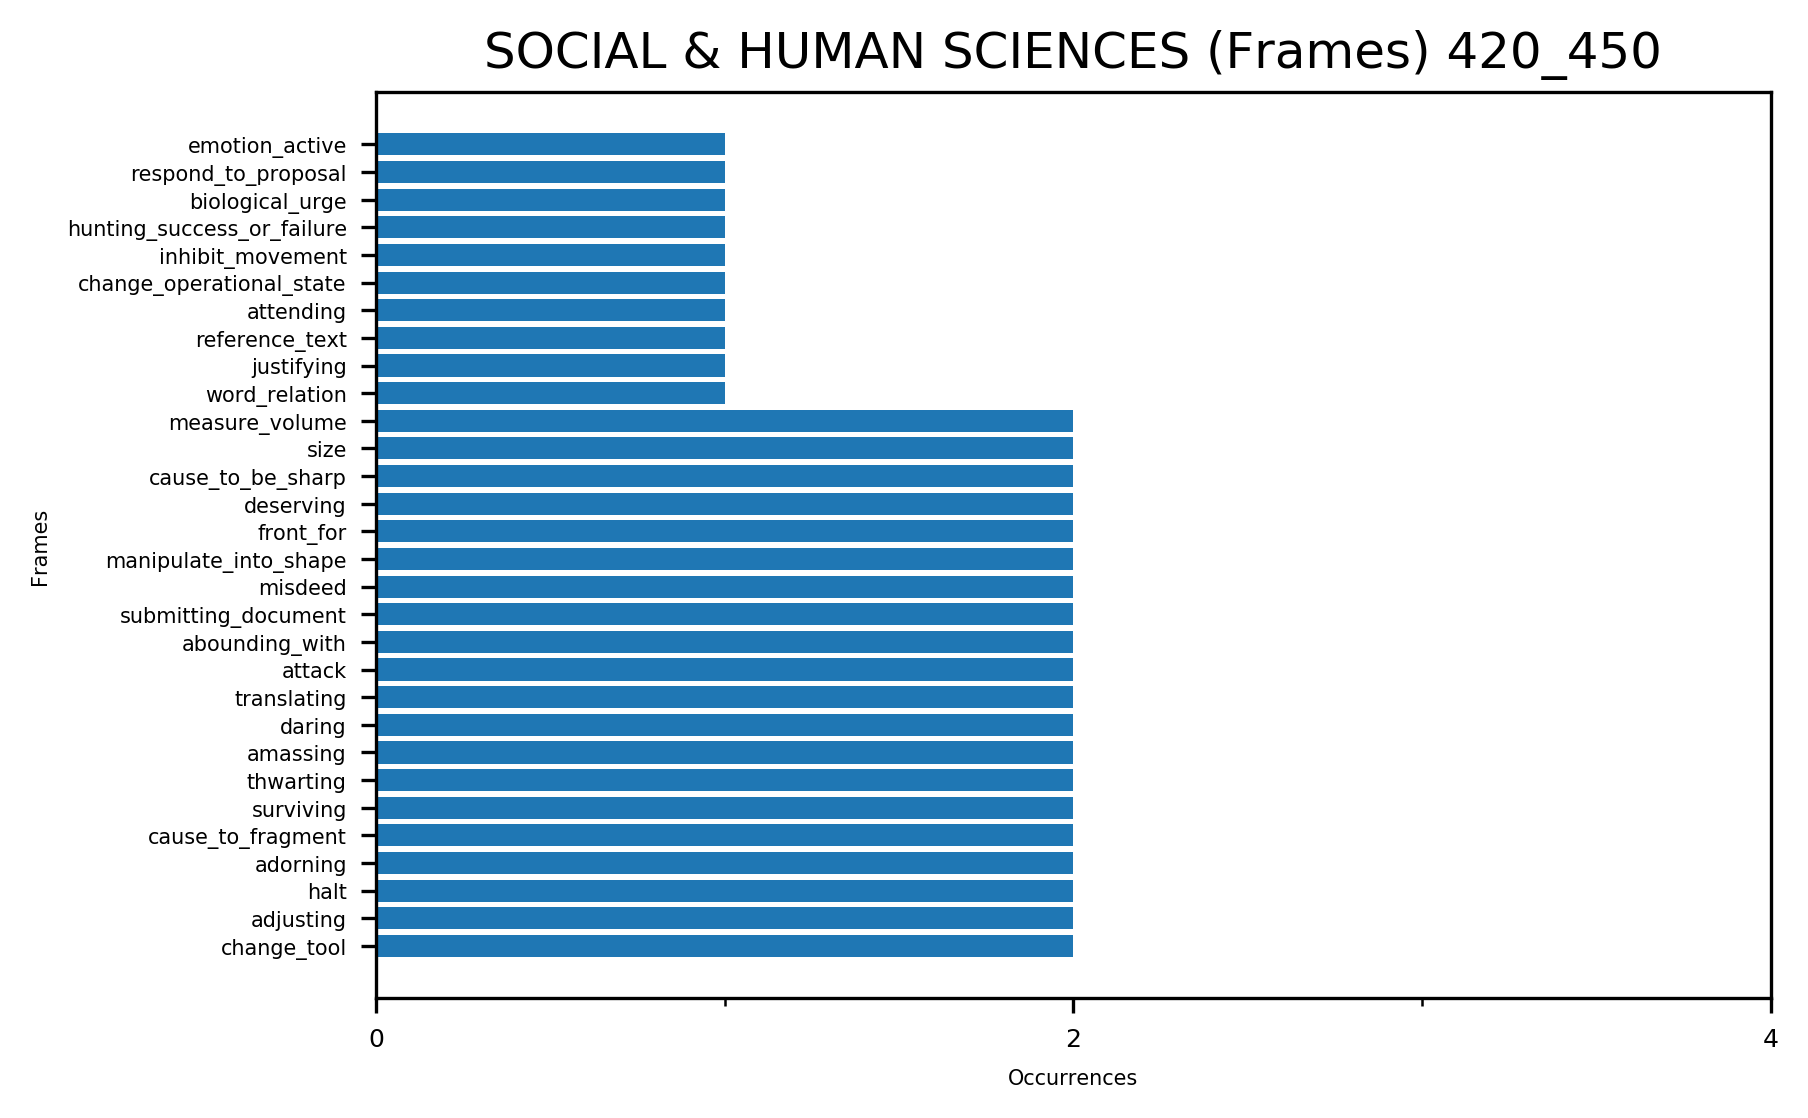 SOCIAL & HUMAN SCIENCES (Frames) 420_450
emotion_active
respond_to_proposal
biological_urge
hunting_success_or_failure
inhibit_movement
change_operational_state
attending
reference_text
justifying
word_relation
measure_volume
size
cause_to_be_sharp
deserving
front_for
manipulate_into_shape
misdeed
submitting_document
abounding_with
attack
translating
daring
amassing
thwarting
surviving
cause_to_fragment
adorning
halt
adjusting
change_tool
Frames
0 2 4
Occurrences